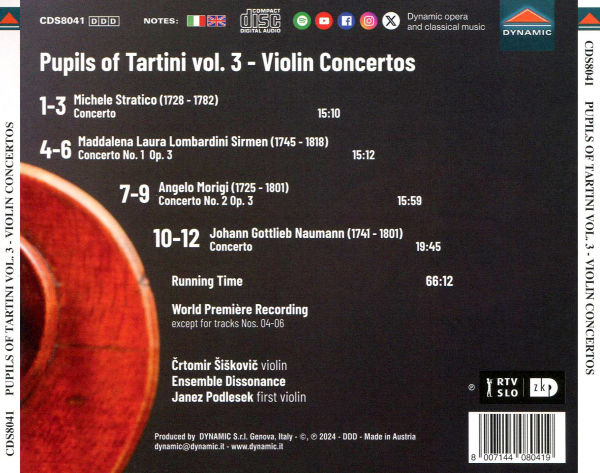 CDS8041 DDD NOTES: COMPACT disc DIGITAL AUDIO Dynamic opera
and classical music
DYNAMIC
Pupils of Tartini vol. 3 - Violin Concertos
1-3 Michele Stratico (1728 - 1782)
Concerto 15:10
4-6 Maddalena Laura Lombardini Sirmen (1745 - 1818)
Concerto No. 1 Op. 3 15:12
7-9 Angelo Morigi (1725 - 1801)
Concerto No. 2 Op. 3 15:59
10-12 Johann Gottlieb Naumann (1741 - 1801)
Concerto 19:45
Running Time 66:12
World Première Recording
except for tracks Nos. 04-06
Črtomir Šiškovič violin
Ensemble Dissonance
Janez Podlesek first violin
℗ RTV SLO zkp
Produced by DYNAMIC S.r.l. Genova, Italy - ©, ℗ 2024 - DDD - Made in Austria
dynamic@dynamic.it - www.dynamic.it
8 007144 080419
CDS8041 PUPILS OF TARTINI VOL. 3 - VIOLIN CONCERTOS
CDS8041 PUPILS OF TARTINI VOL. 3 - VIOLIN CONCERTOS